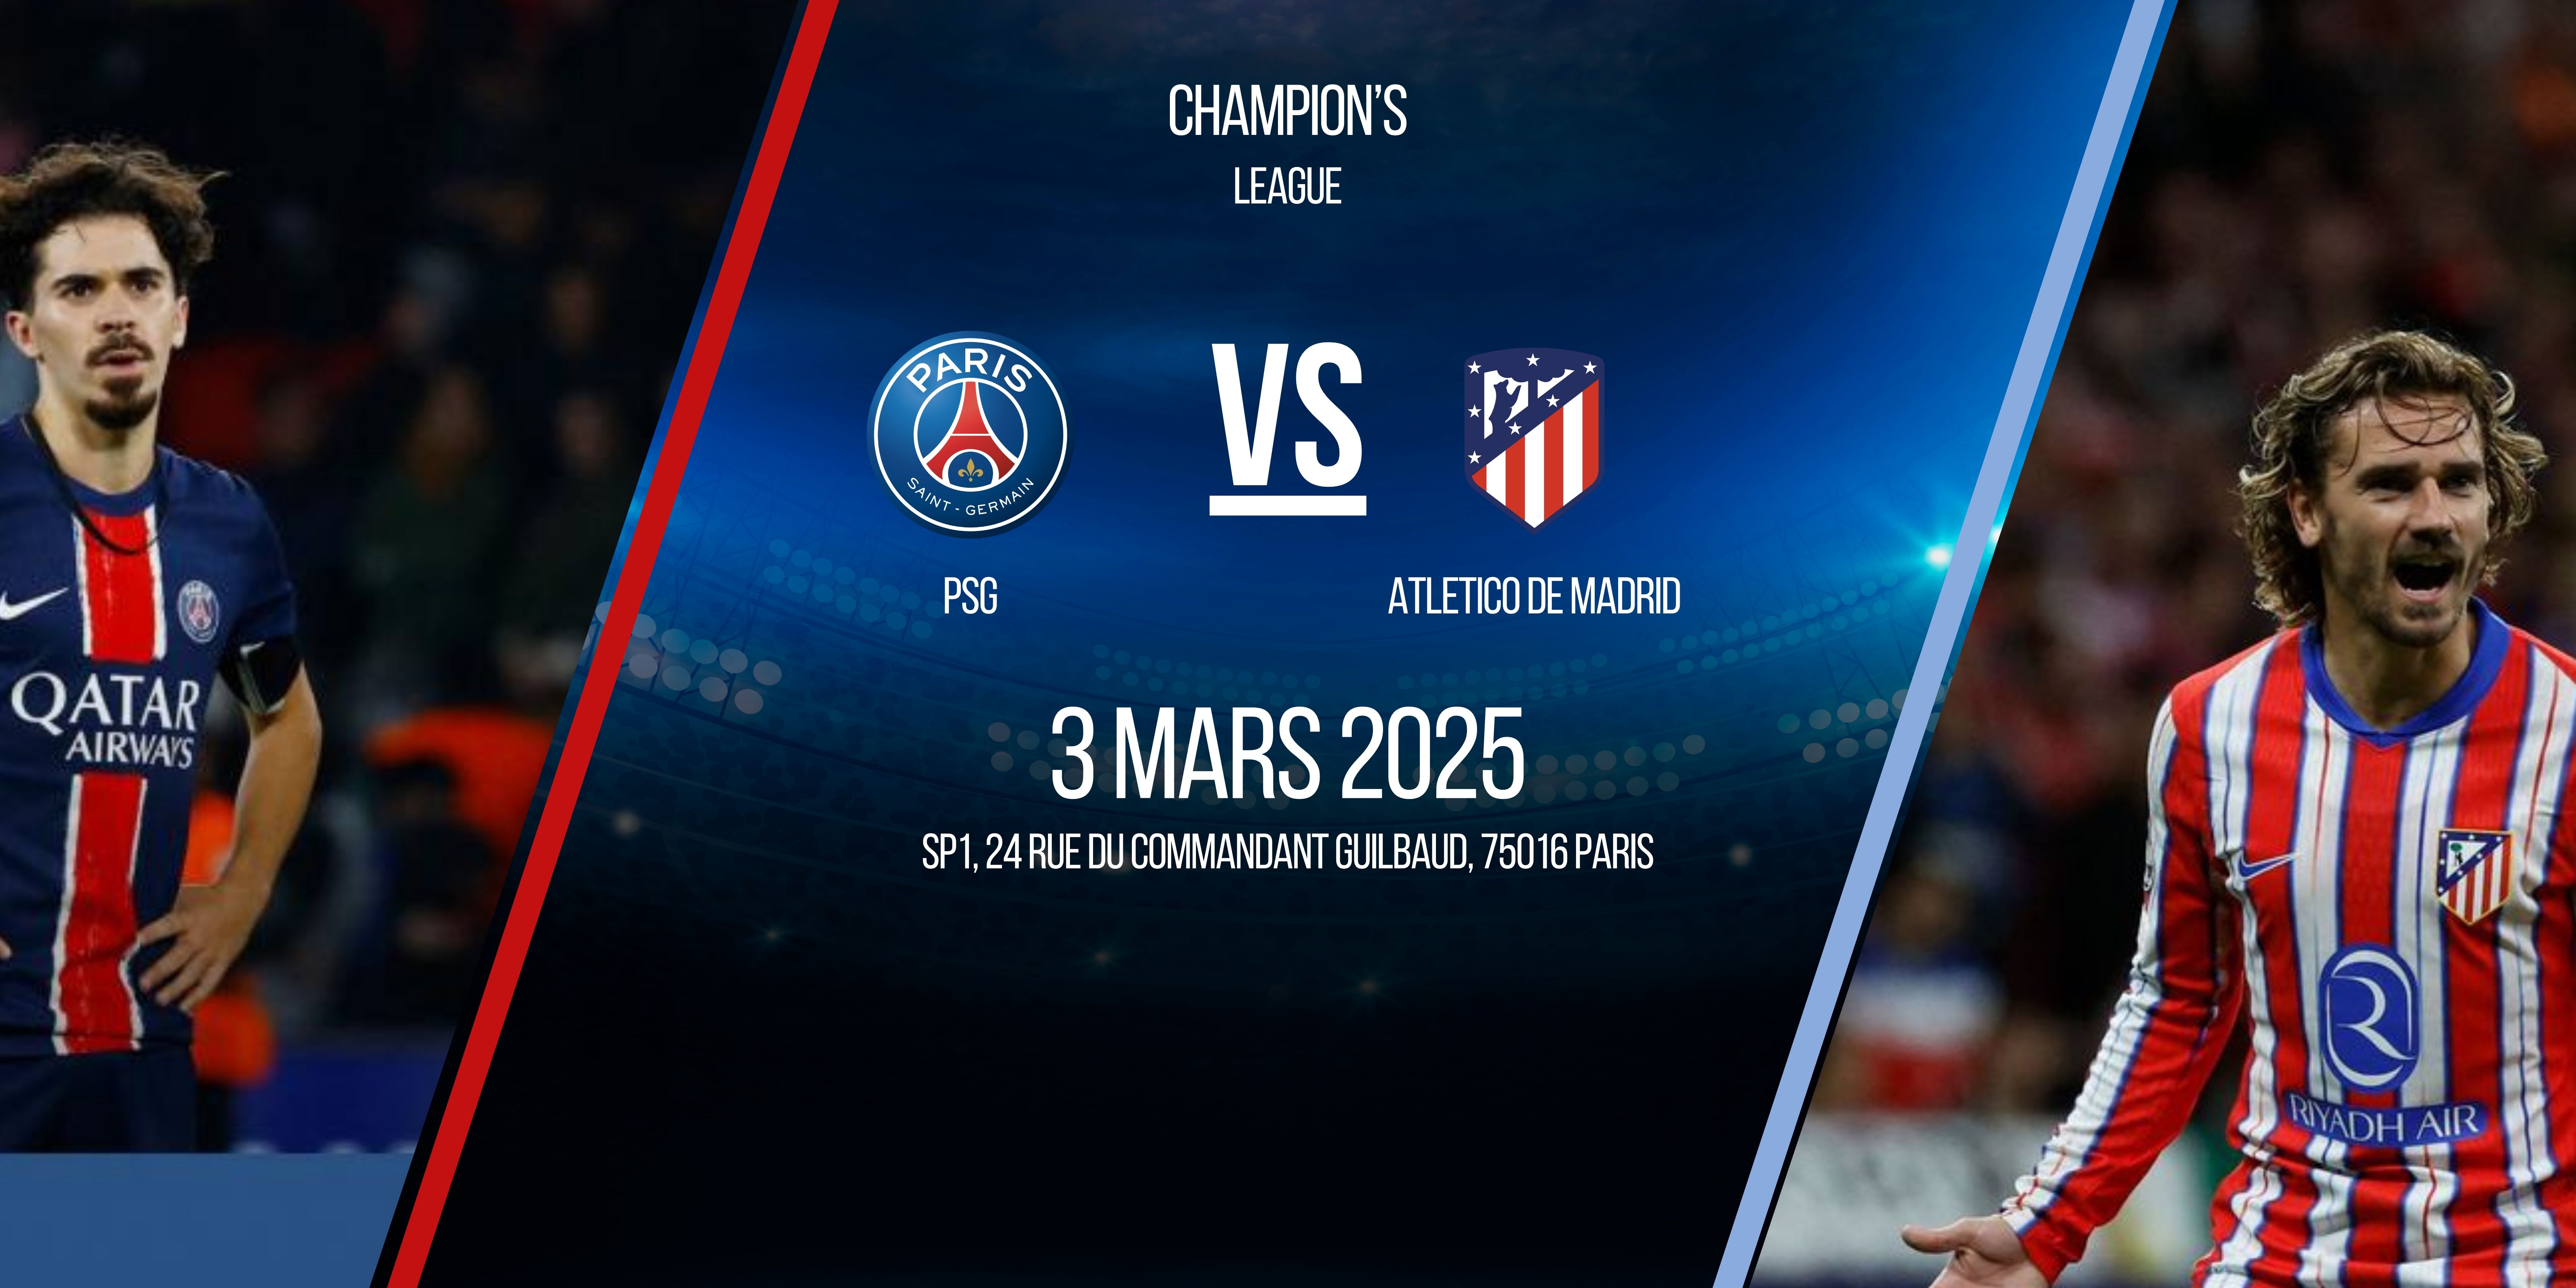 CHAMPION'S
LEAGUE
PARIS
SAINT - GERMAIN
VS
PSG
ATLETICO DE MADRID
3 MARS 2025
SP1, 24 RUE DU COMMANDANT GUILBAUD, 75016 PARIS
QATAR
AIRWAYS
R
RIYADH AIR